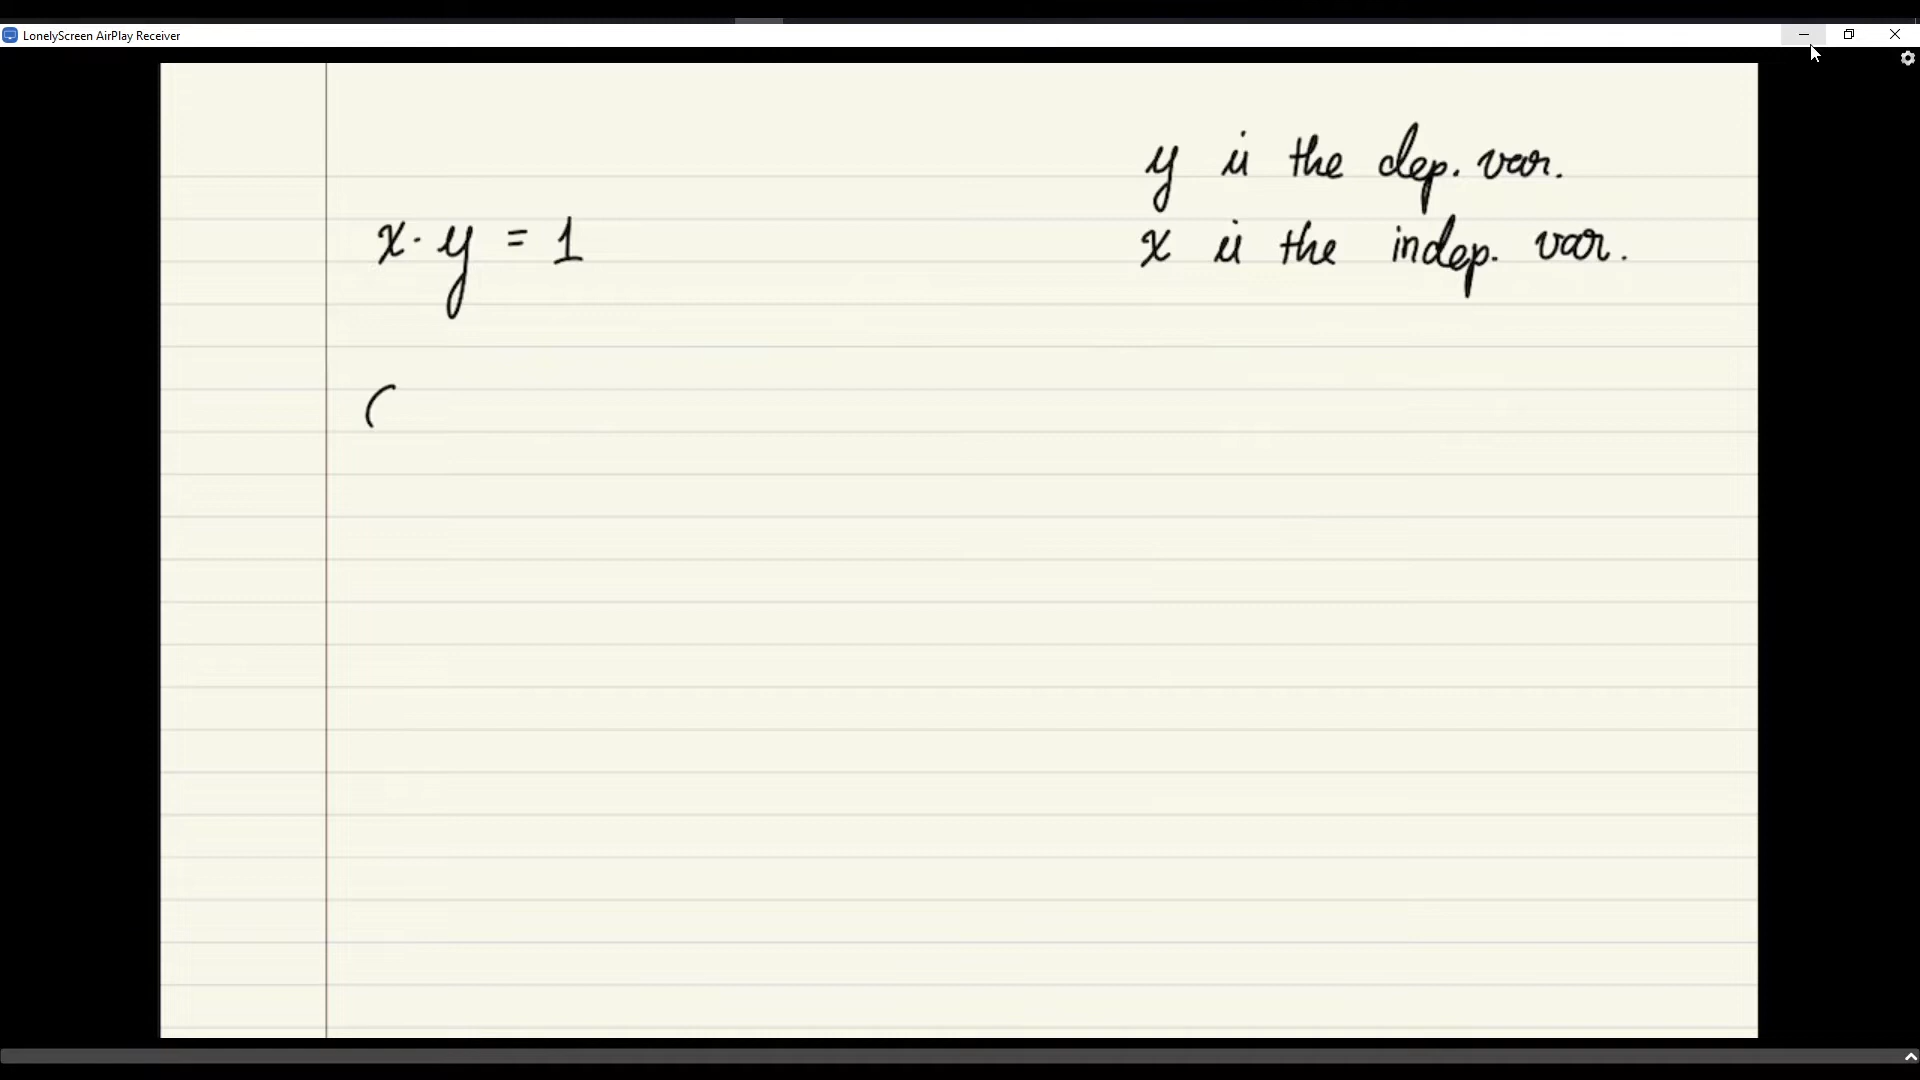 LonelyScreen AirPlay Receiver
y is the dep. var.
x · y = 1
x is the indep. var.
(